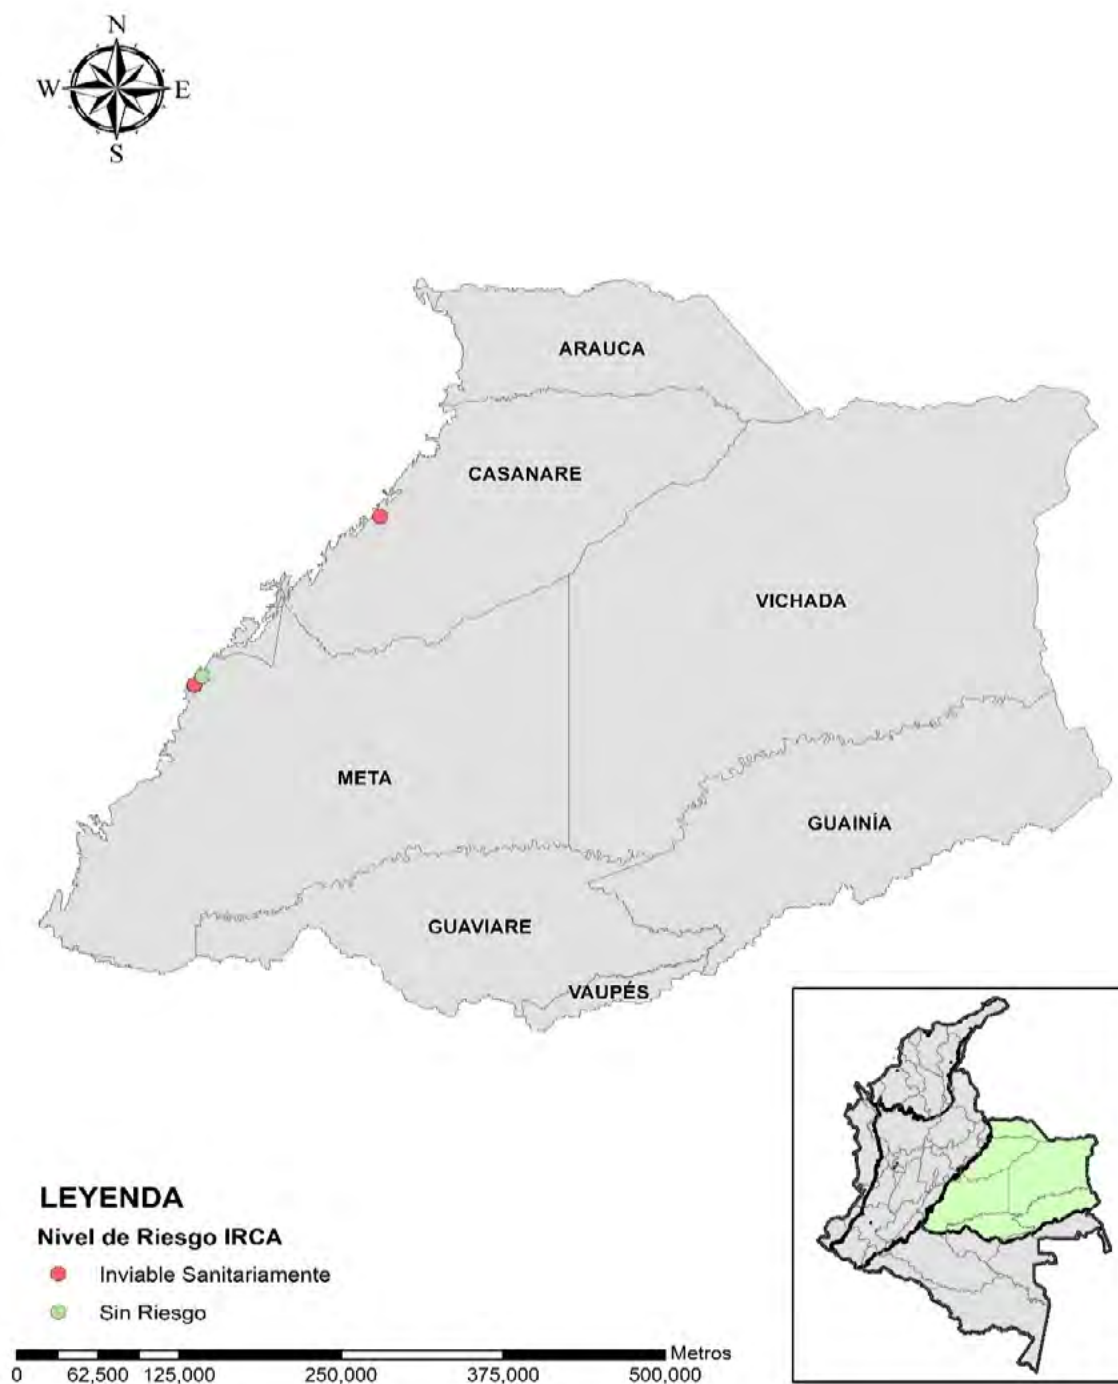 N
W E
S
ARAUCA
CASANARE
VICHADA
META
GUAINÍA
GUAVIARE
VAUPÉS
LEYENDA
Nivel de Riesgo IRCA
Inviable Sanitariamente
Sin Riesgo
Metros
0 62,500 125,000 250,000 375,000 500,000